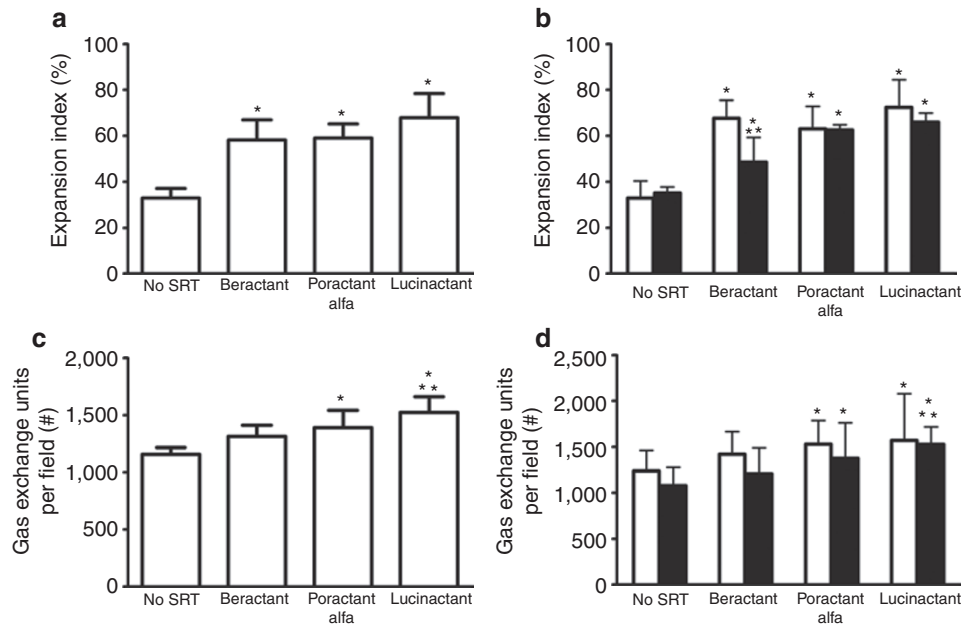 a
Expansion index (%)
100
80
60
40
20
0
*
*
*
No SRT
Beractant
Poractant
alfa
Lucinactant
b
Expansion index (%)
100
80
60
40
20
0
*
*
**
*
*
*
*
No SRT
Beractant
Poractant
alfa
Lucinactant
c
Gas exchange units
per field (#)
2,000
1,500
1,000
500
0
*
*
**
No SRT
Beractant
Poractant
alfa
Lucinactant
d
Gas exchange units
per field (#)
2,500
2,000
1,500
1,000
500
0
*
*
*
*
**
No SRT
Beractant
Poractant
alfa
Lucinactant